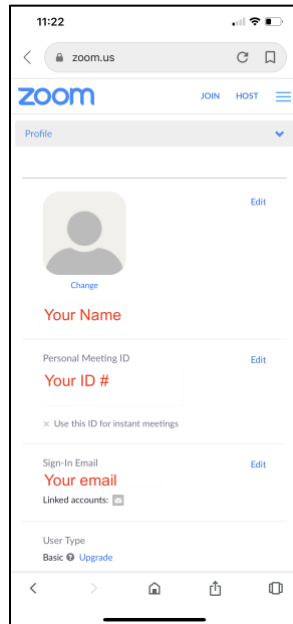 11:22
zoom.us
zoom JOIN HOST
Profile
Edit
Change
Your Name
Personal Meeting ID Edit
Your ID #
× Use this ID for instant meetings
Sign-In Email Edit
Your email
Linked accounts:
User Type
Basic Upgrade